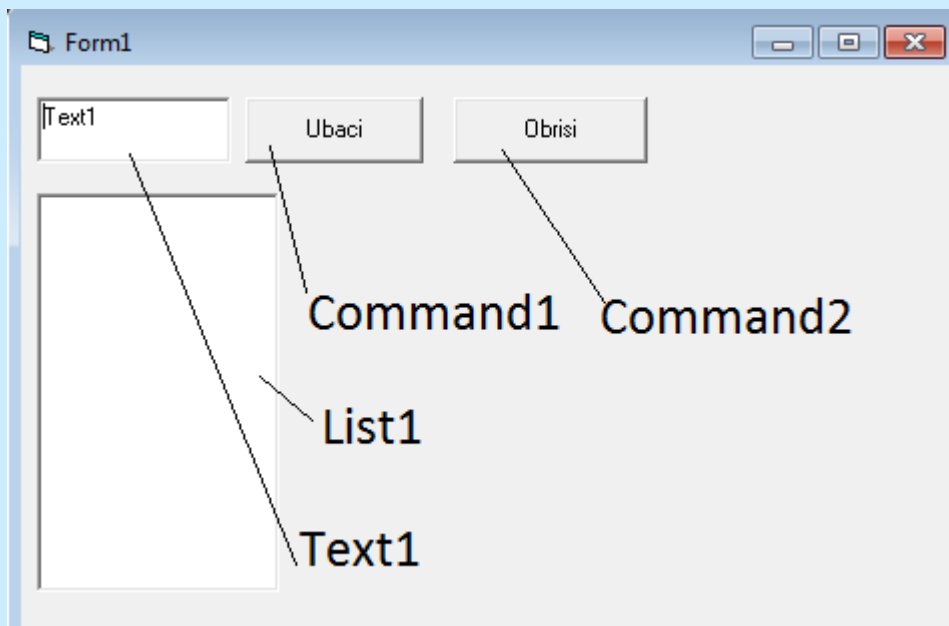 Form1
Text1
Ubaci
Obrisi
Command1
Command2
List1
Text1